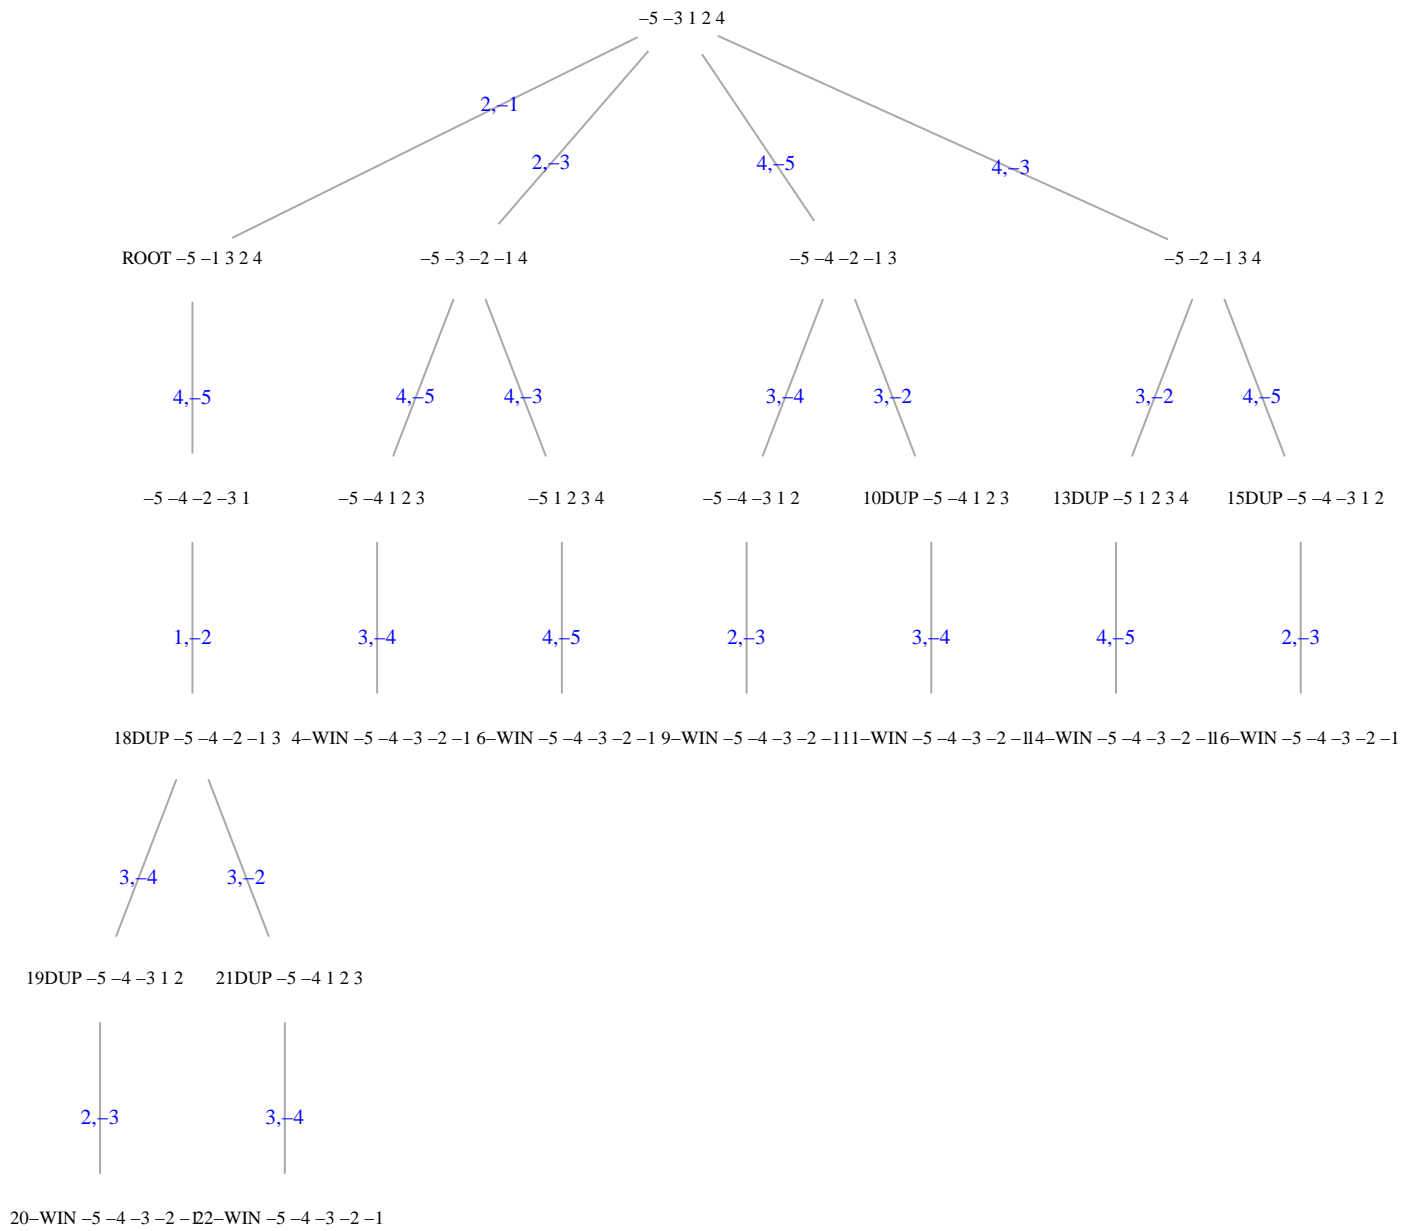 −5 −3 1 2 4
2,−1
2,−3
4,−5
4,−3
ROOT −5 −1 3 2 4
−5 −3 −2 −1 4
−5 −4 −2 −1 3
−5 −2 −1 3 4
4,−5
4,−5
4,−3
3,−4
3,−2
3,−2
4,−5
−5 −4 −2 −3 1
−5 −4 1 2 3
−5 1 2 3 4
−5 −4 −3 1 2
10DUP −5 −4 1 2 3
13DUP −5 1 2 3 4
15DUP −5 −4 −3 1 2
1,−2
3,−4
4,−5
2,−3
3,−4
4,−5
2,−3
18DUP −5 −4 −2 −1 3
4−WIN −5 −4 −3 −2 −1
6−WIN −5 −4 −3 −2 −1
9−WIN −5 −4 −3 −2 −1
11−WIN −5 −4 −3 −2 −1
14−WIN −5 −4 −3 −2 −1
16−WIN −5 −4 −3 −2 −1
3,−4
3,−2
19DUP −5 −4 −3 1 2
21DUP −5 −4 1 2 3
2,−3
3,−4
20−WIN −5 −4 −3 −2 −1
22−WIN −5 −4 −3 −2 −1